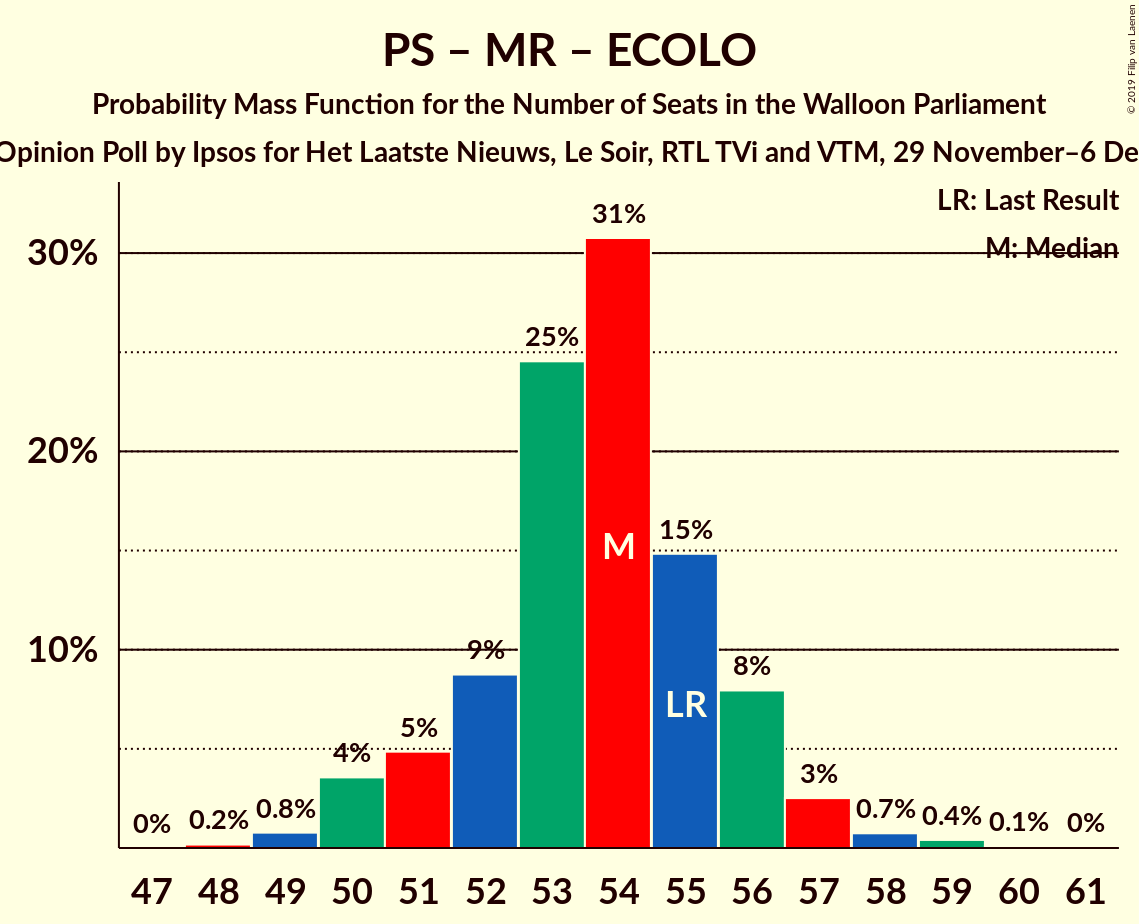 PS – MR – ECOLO
Probability Mass Function for the Number of Seats in the Walloon Parliament
Opinion Poll by Ipsos for Het Laatste Nieuws, Le Soir, RTL TVi and VTM, 29 November–6 De
© 2019 Filip van Laenen
LR: Last Result
M: Median
30%
20%
10%
0%
0.2%
0.8%
4%
5%
9%
25%
31%
15%
8%
3%
0.7%
0.4%
0.1%
0%
M
LR
47 48 49 50 51 52 53 54 55 56 57 58 59 60 61